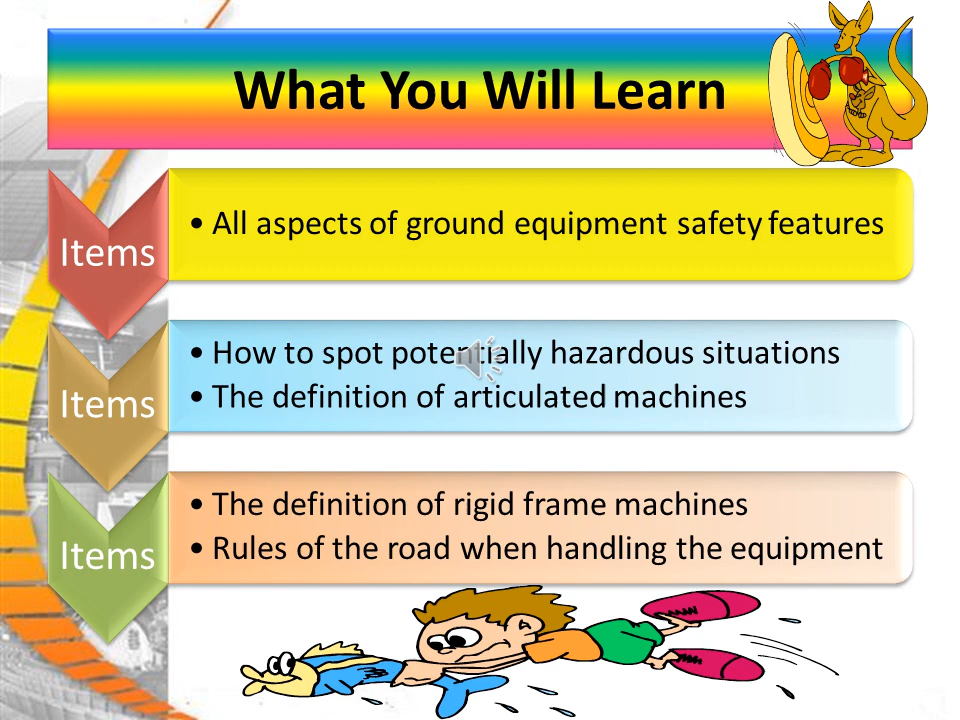 What You Will Learn
Items
• All aspects of ground equipment safety features
Items
• How to spot potentially hazardous situations
• The definition of articulated machines
Items
• The definition of rigid frame machines
• Rules of the road when handling the equipment